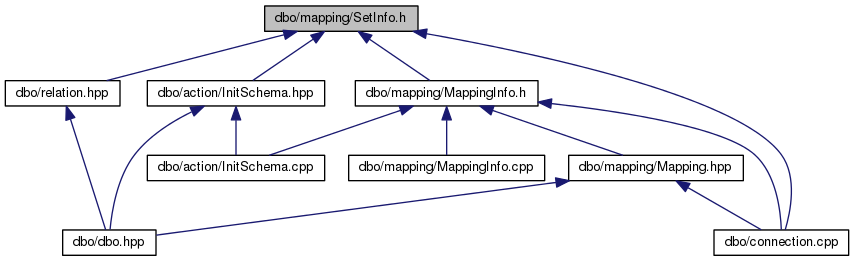 dbo/mapping/SetInfo.h
dbo/relation.hpp
dbo/action/InitSchema.hpp
dbo/mapping/MappingInfo.h
dbo/action/InitSchema.cpp
dbo/mapping/MappingInfo.cpp
dbo/mapping/Mapping.hpp
dbo/dbo.hpp
dbo/connection.cpp